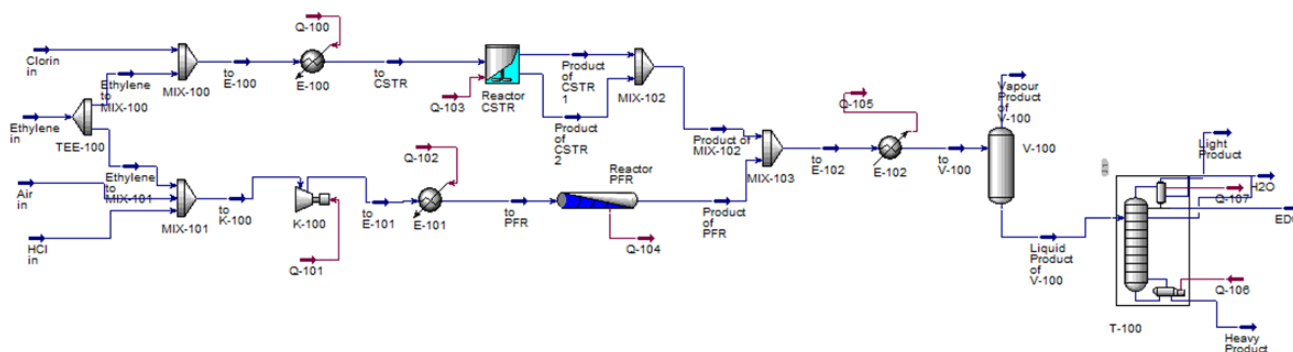 Q-100
Clorin
in
to
E-100
MIX-100
E-100
to
CSTR
Q-103
Reactor
CSTR
Product
of
CSTR
1
Product
of
CSTR
2
MIX-102
Ethylene
to
MIX-100
Ethylene
in
TEE-100
Q-102
Product of
MIX-102
Q-105
Vapour
Product
of
V-100
V-100
MIX-103
to
E-102
E-102
to
V-100
Light
Product
H2O
Q-107
Ethylene
to
MIX-101
Air
in
to
K-100
K-100
to
E-101
E-101
to
PFR
Reactor
PFR
Product
of
PFR
HCl
in
MIX-101
Q-101
Q-104
Liquid
Product
of
V-100
Q-106
T-100
Heavy
Product